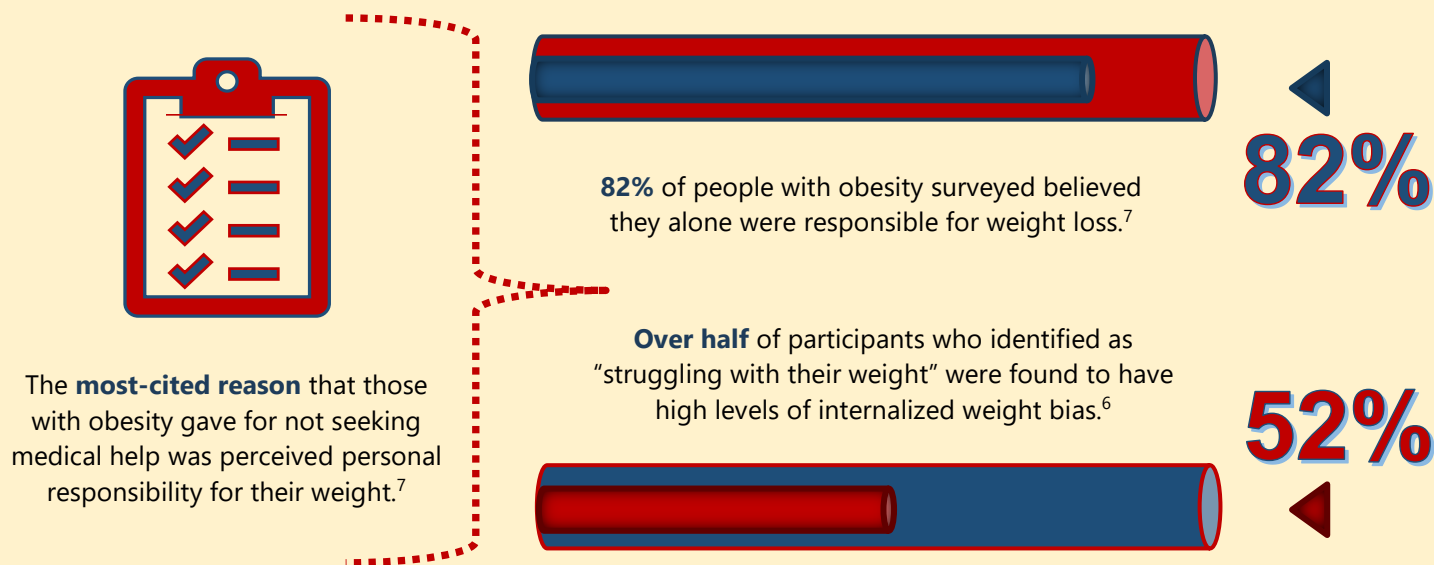 The most-cited reason that those
with obesity gave for not seeking
medical help was perceived personal
responsibility for their weight.7
82%
82% of people with obesity surveyed believed
they alone were responsible for weight loss.7
Over half of participants who identified as
“struggling with their weight” were found to have
high levels of internalized weight bias.6
52%